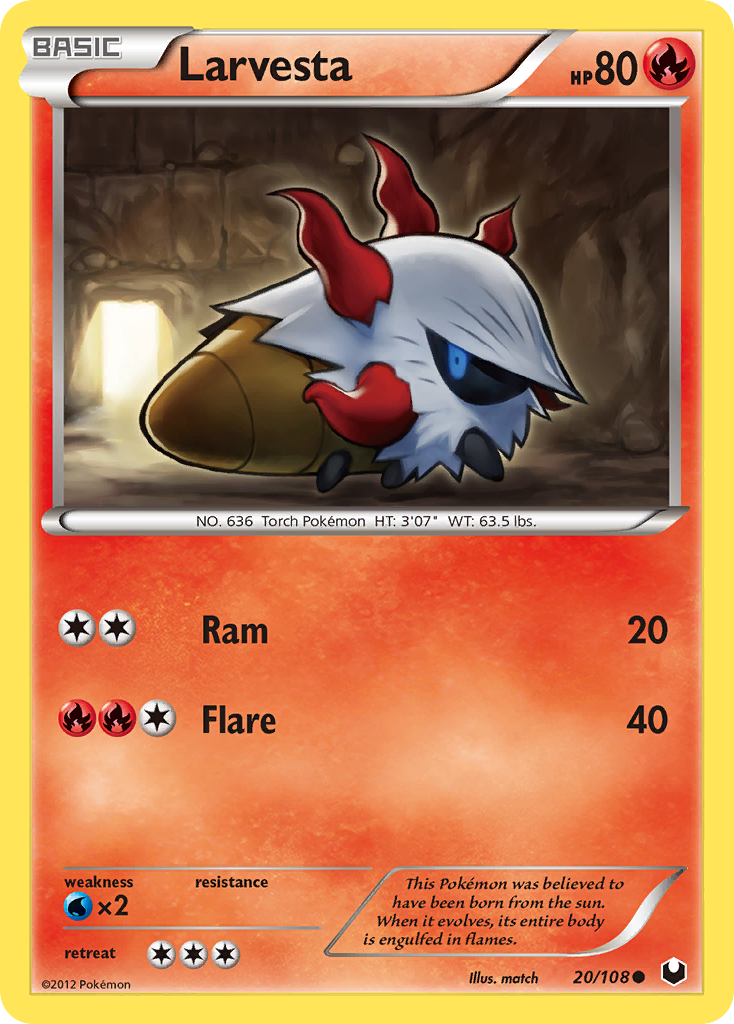 BASIC
Larvesta
HP80
NO. 636 Torch Pokémon HT: 3'07" WT: 63.5 lbs.
Ram 20
Flare 40
weakness resistance
×2
retreat
This Pokémon was believed to
have been born from the sun.
When it evolves, its entire body
is engulfed in flames.
©2012 Pokémon
Illus. match 20/108